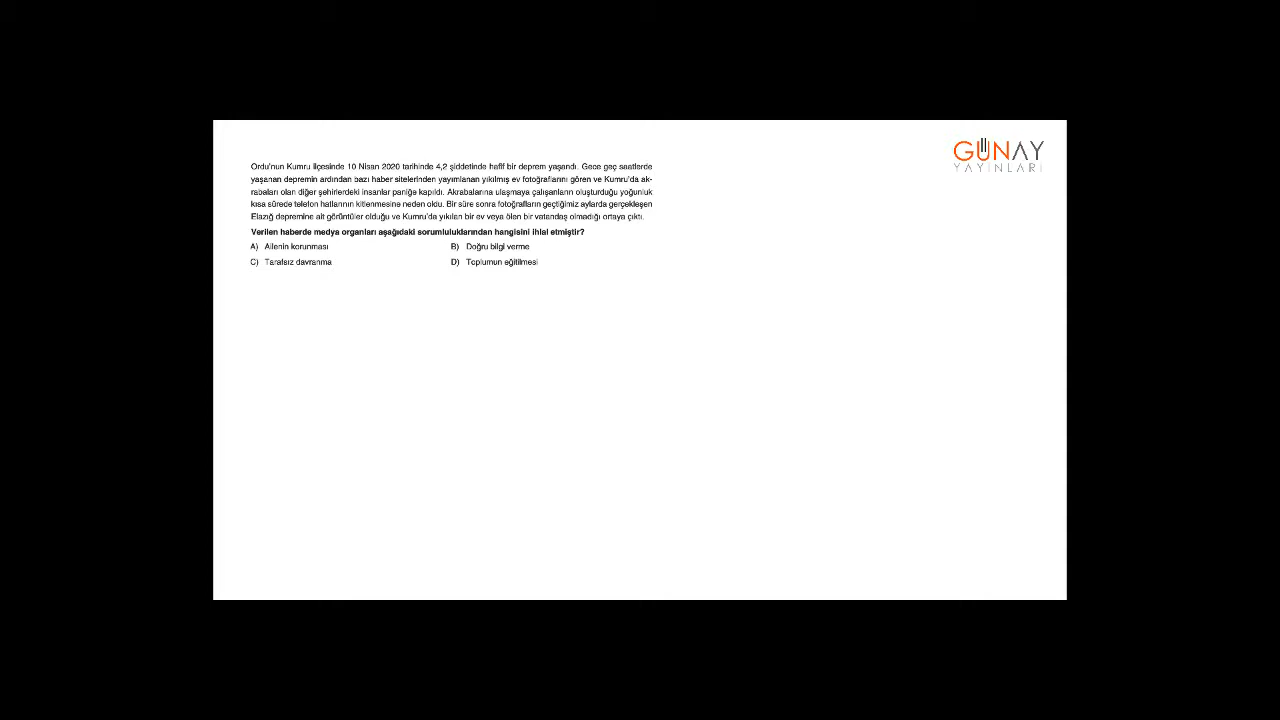 GÜNAY
YAYINLARI
Ordu'nun Kumru ilçesinde 10 Nisan 2020 tarihinde 4,2 şiddetinde hafif bir deprem yaşandı. Gece geç saatlerde
yaşanan depremin ardından bazı haber sitelerinden yayımlanan yıkılmış ev fotoğraflarını gören ve Kumru'da ak-
rabaları olan diğer şehirlerdeki insanlar paniğe kapıldı. Akrabalarına ulaşmaya çalışanların oluşturduğu yoğunluk
kısa sürede telefon hatlarının kitlenmesine neden oldu. Bir süre sonra fotoğrafların geçtiğimiz aylarda gerçekleşen
Elazığ depremine ait görüntüler olduğu ve Kumru'da yıkılan bir ev veya ölen bir vatandaş olmadığı ortaya çıktı.
Verilen haberde medya organları aşağıdaki sorumluluklarından hangisini ihlal etmiştir?
A) Ailenin korunması B) Doğru bilgi verme
C) Tarafsız davranma D) Toplumun eğitilmesi